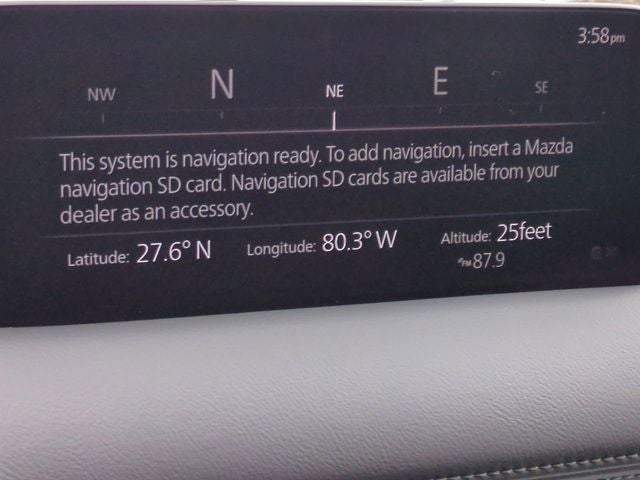 3:58pm
NW N NE E SE
This system is navigation ready. To add navigation, insert a Mazda
navigation SD card. Navigation SD cards are available from your
dealer as an accessory.
Latitude: 27.6° N Longitude: 80.3° W Altitude: 25feet
FM 87.9